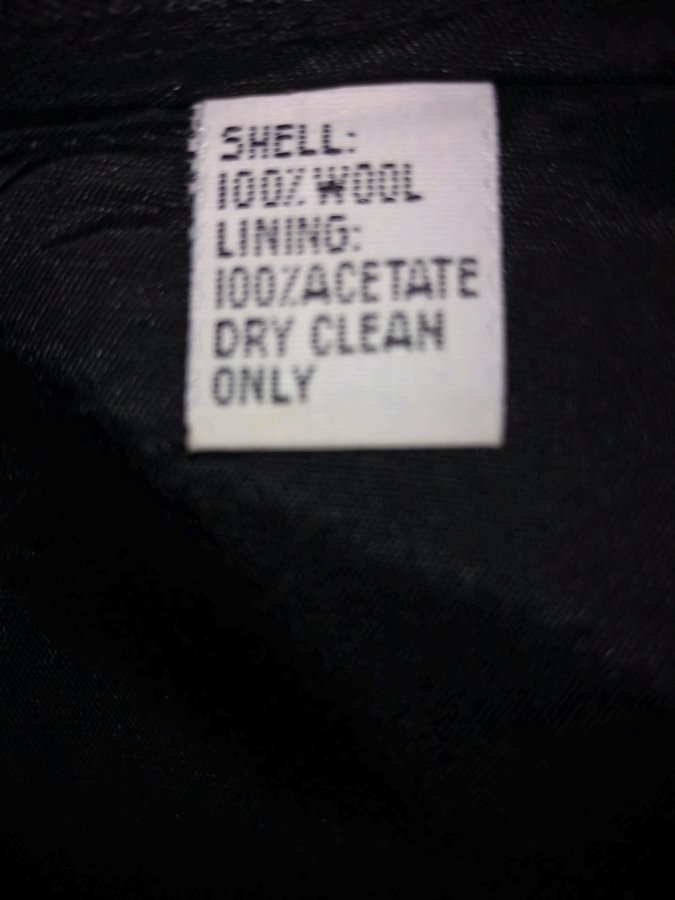 SHELL:
100% WOOL
LINING:
100% ACETATE
DRY CLEAN
ONLY